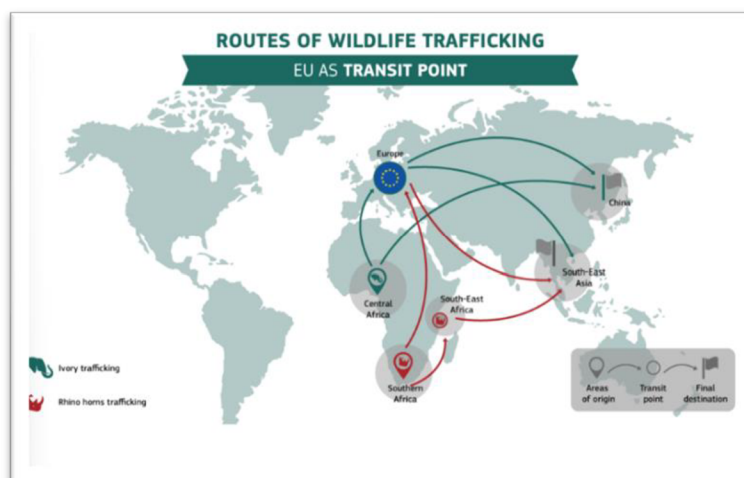 ROUTES OF WILDLIFE TRAFFICKING
EU AS TRANSIT POINT
Europe
China
South-East
Asia
Central
Africa
South-East
Africa
Southern
Africa
Ivory trafficking
Rhino horns trafficking
Areas
of origin
Transit
point
Final
destination